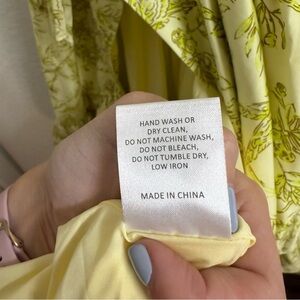 HAND WASH OR
DRY CLEAN,
DO NOT MACHINE WASH,
DO NOT BLEACH,
DO NOT TUMBLE DRY,
LOW IRON
MADE IN CHINA